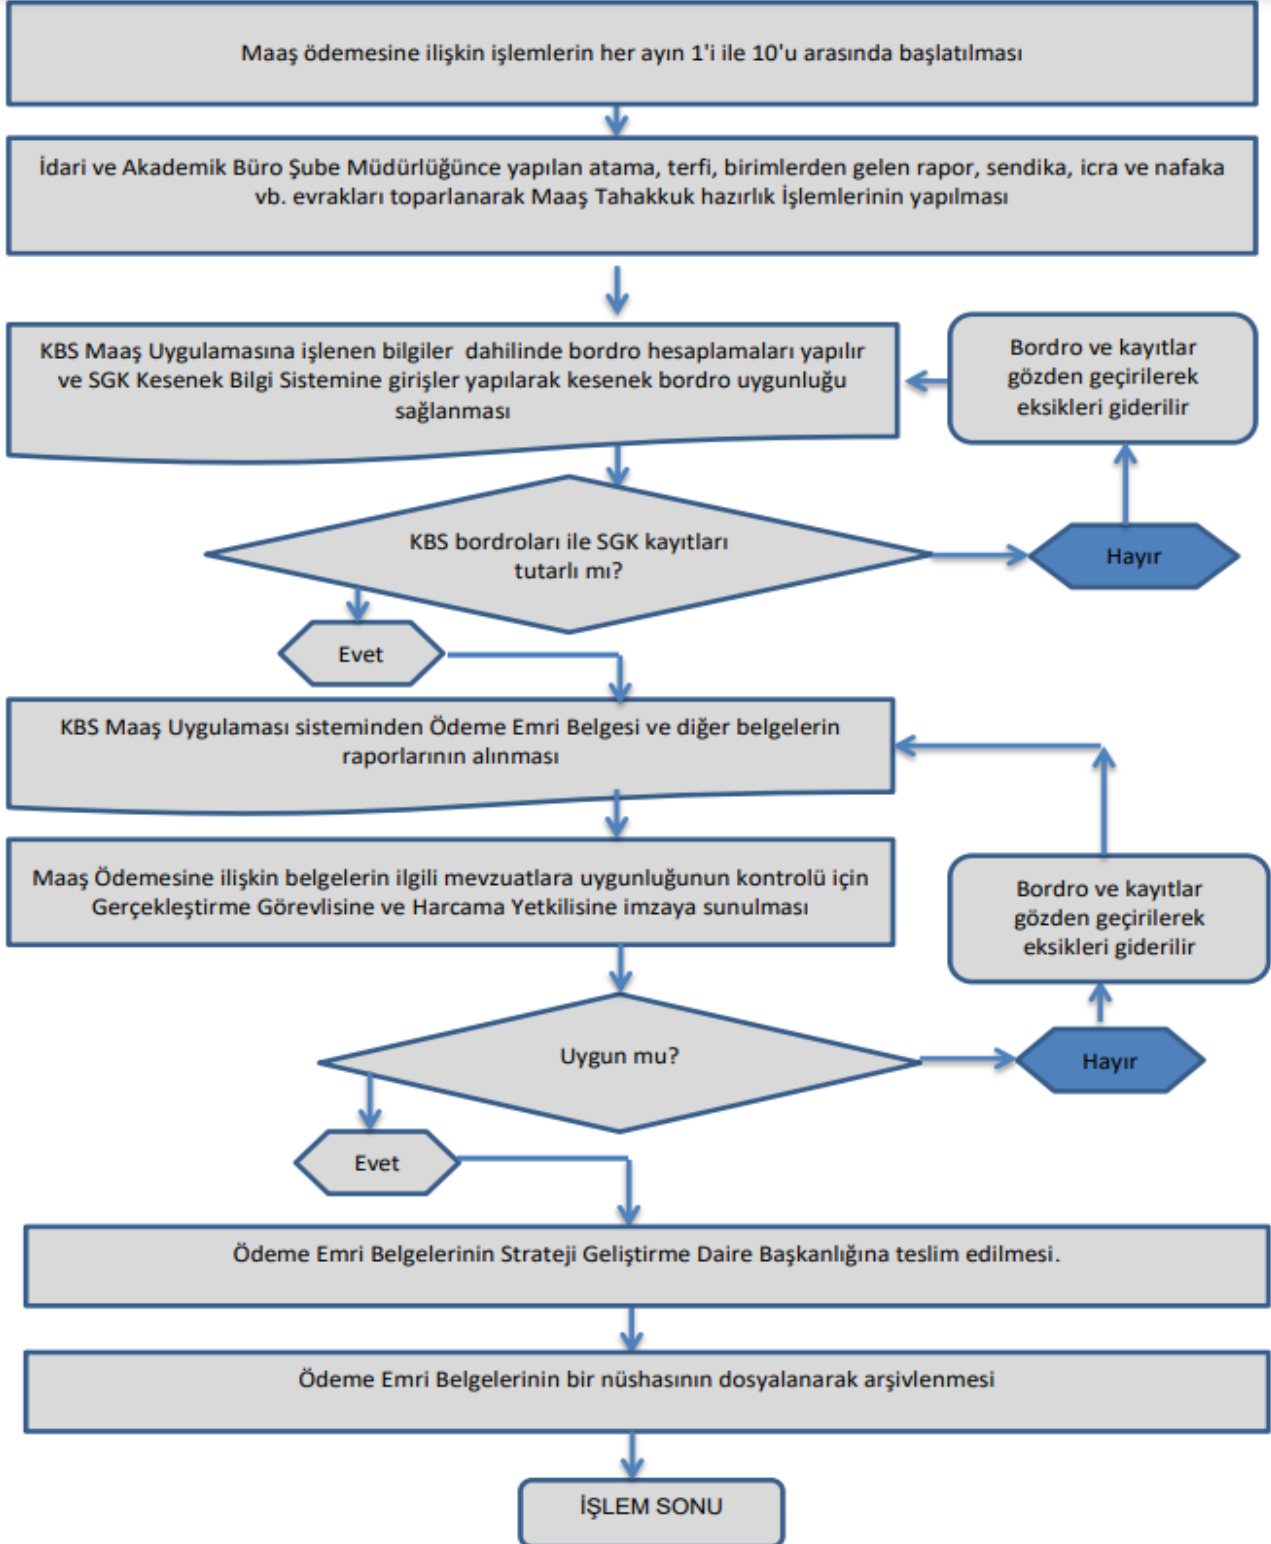 Maaş ödemesine ilişkin işlemlerin her ayın 1'i ile 10'u arasında başlatılması
İdari ve Akademik Büro Şube Müdürlüğünce yapılan atama, terfi, birimlerden gelen rapor, sendika, icra ve nafaka
vb. evrakları toparlanarak Maaş Tahakkuk hazırlık İşlemlerinin yapılması
KBS Maaş Uygulamasına işlenen bilgiler dahilinde bordro hesaplamaları yapılır
ve SGK Kesenek Bilgi Sistemine girişler yapılarak kesenek bordro uygunluğu
sağlanması
Bordro ve kayıtlar
gözden geçirilerek
eksikleri giderilir
KBS bordroları ile SGK kayıtları
tutarlı mı?
Hayır
Evet
KBS Maaş Uygulaması sisteminden Ödeme Emri Belgesi ve diğer belgelerin
raporlarının alınması
Maaş Ödemesine ilişkin belgelerin ilgili mevzuatlara uygunluğunun kontrolü için
Gerçekleştirme Görevlisine ve Harcama Yetkilisine imzaya sunulması
Bordro ve kayıtlar
gözden geçirilerek
eksikleri giderilir
Uygun mu?
Hayır
Evet
Ödeme Emri Belgelerinin Strateji Geliştirme Daire Başkanlığına teslim edilmesi.
Ödeme Emri Belgelerinin bir nüshasının dosyalanarak arşivlenmesi
İŞLEM SONU